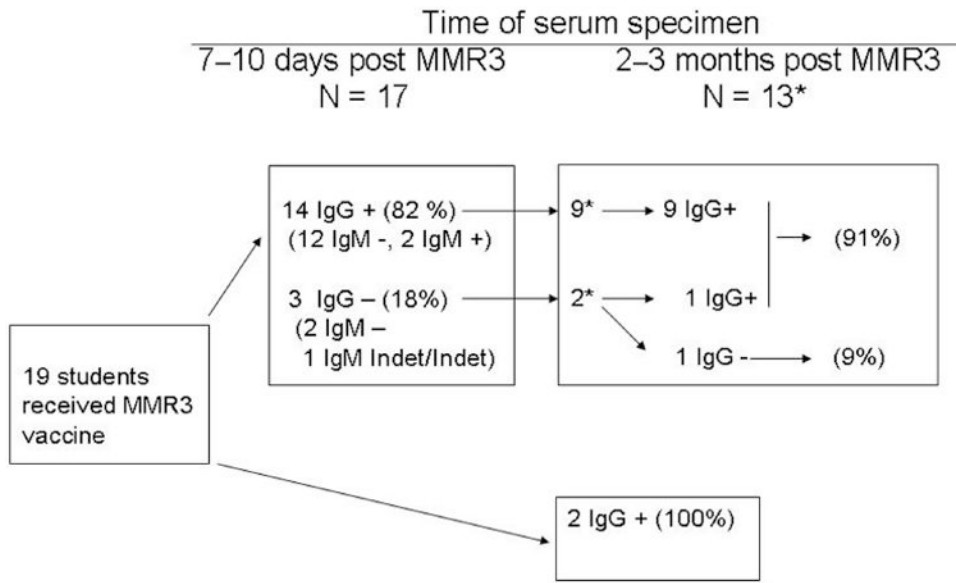 Time of serum specimen
7–10 days post MMR3
N = 17
2–3 months post MMR3
N = 13*
14 IgG + (82 %)
(12 IgM -, 2 IgM +)
3 IgG – (18%)
(2 IgM –
1 IgM Indet/Indet)
9*
9 IgG+
(91%)
2*
1 IgG+
1 IgG -
(9%)
19 students
received MMR3
vaccine
2 IgG + (100%)